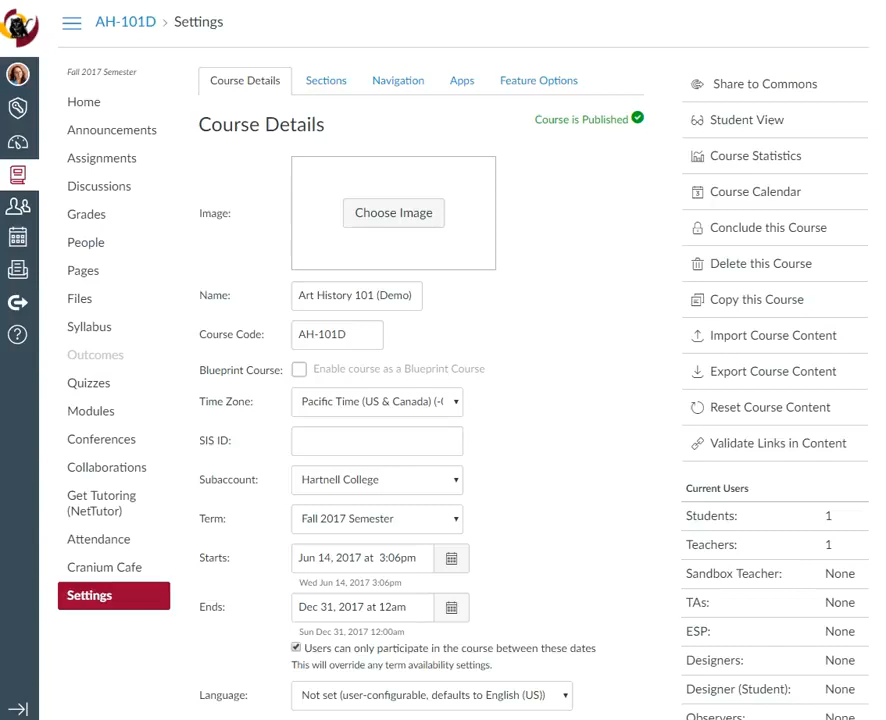 AH-101D > Settings
Fall 2017 Semester
Home
Announcements
Assignments
Discussions
Grades
People
Pages
Files
Syllabus
Outcomes
Quizzes
Modules
Conferences
Collaborations
Get Tutoring
(NetTutor)
Attendance
Cranium Cafe
Settings
Course Details
Sections
Navigation
Apps
Feature Options
Course Details
Course is Published
Image:
Choose Image
Name:
Art History 101 (Demo)
Course Code:
AH-101D
Blueprint Course:
Enable course as a Blueprint Course
Time Zone:
Pacific Time (US & Canada) (-0
SIS ID:
Subaccount:
Hartnell College
Term:
Fall 2017 Semester
Starts:
Jun 14, 2017 at 3:06pm
Wed Jun 14, 2017 3:06pm
Ends:
Dec 31, 2017 at 12am
Sun Dec 31, 2017 12:00am
Users can only participate in the course between these dates
This will override any term availability settings.
Language:
Not set (user-configurable, defaults to English (US))
Share to Commons
Student View
Course Statistics
Course Calendar
Conclude this Course
Delete this Course
Copy this Course
Import Course Content
Export Course Content
Reset Course Content
Validate Links in Content
Current Users
Students: 1
Teachers: 1
Sandbox Teacher: None
TAs: None
ESP: None
Designers: None
Designer (Student): None
Observers: None